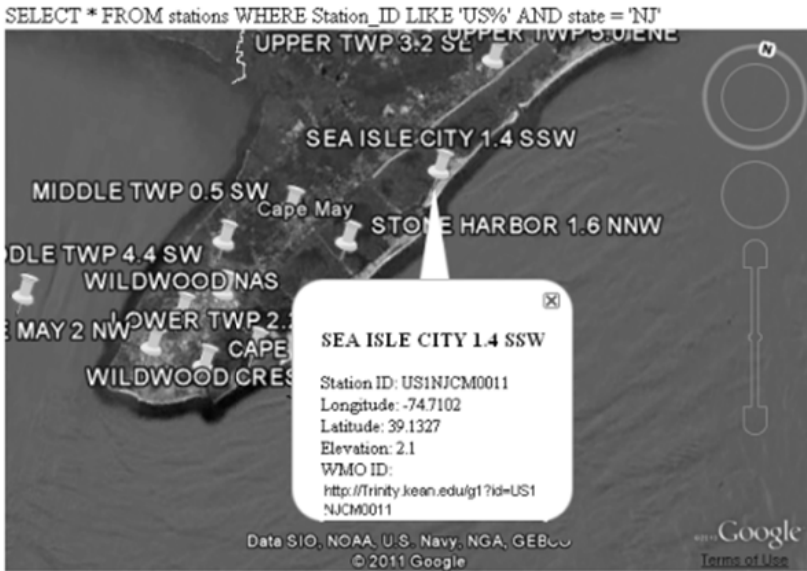 SELECT * FROM stations WHERE Station_ID LIKE 'US%' AND state = 'NJ'
UPPER TWP 3.2 SE
UPPER TWP 5.0 ENE
N
SEA ISLE CITY 1.4 SSW
MIDDLE TWP 0.5 SW
Cape May
STONE HARBOR 1.6 NNW
DDLE TWP 4.4 SW
WILDWOOD NAS
E MAY 2 NW
LOWER TWP 2.
CAPE
WILDWOOD CRES
SEA ISLE CITY 1.4 SSW
Station ID: US1NJCM0011
Longitude: -74.7102
Latitude: 39.1327
Elevation: 2.1
WMO ID:
http://Trinity.kean.edu/g1?id=US1
NJCM0011
Data SIO, NOAA, U.S. Navy, NGA, GEBCO
© 2011 Google
Google
Terms of Use